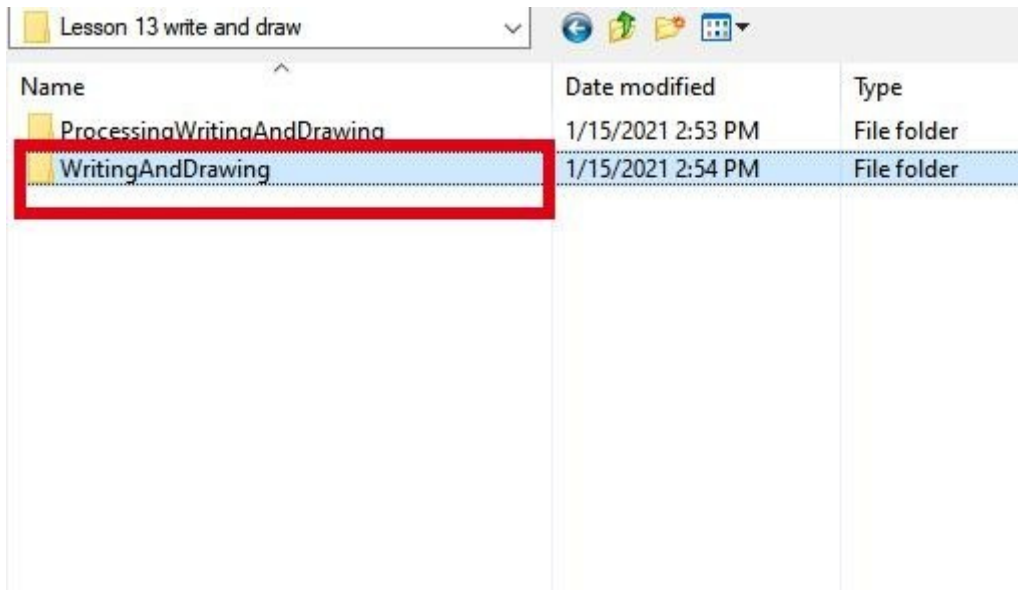 Lesson 13 write and draw
Name Date modified Type
ProcessingWritingAndDrawing 1/15/2021 2:53 PM File folder
WritingAndDrawing 1/15/2021 2:54 PM File folder